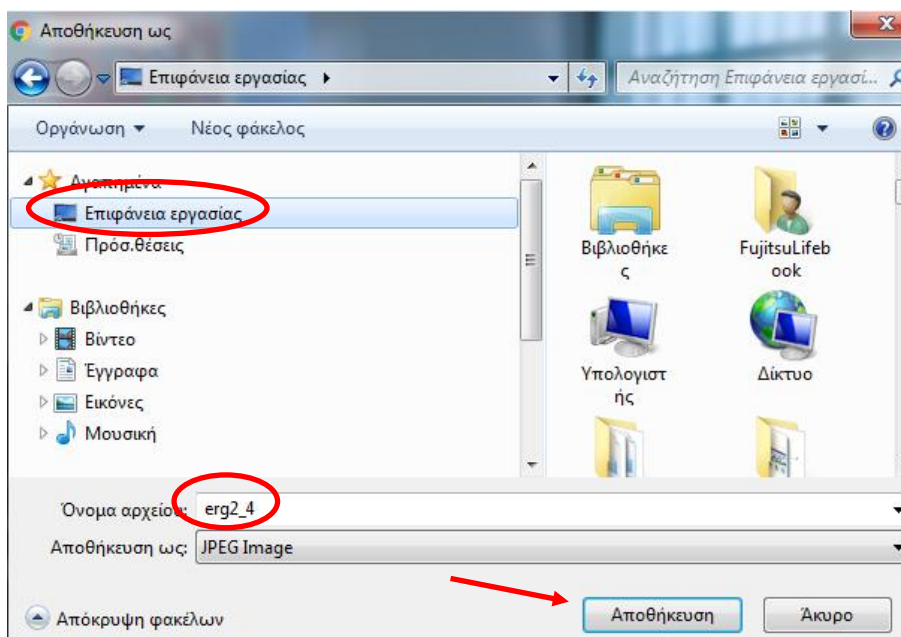 Αποθήκευση ως
Επιφάνεια εργασίας
Αναζήτηση Επιφάνεια εργασί...
Οργάνωση
Νέος φάκελος
Αγαπημένα
Επιφάνεια εργασίας
Πρόσ.θέσεις
Βιβλιοθήκες
Βίντεο
Έγγραφα
Εικόνες
Μουσική
Βιβλιοθήκε
ς
FujitsuLifeb
ook
Υπολογιστ
ής
Δίκτυο
Όνομα αρχείου: erg2_4
Αποθήκευση ως: JPEG Image
Απόκρυψη φακέλων
Αποθήκευση
Άκυρο